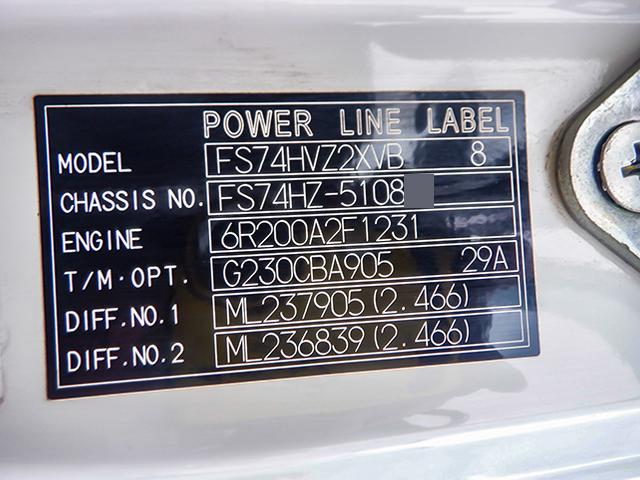 POWER LINE LABEL
MODEL FS74HVZ2XVB 8
CHASSIS NO. FS74HZ-5108
ENGINE 6R200A2F1231
T/M·OPT. G230CBA905 29A
DIFF.NO.1 ML237905(2.466)
DIFF.NO.2 ML236839(2.466)